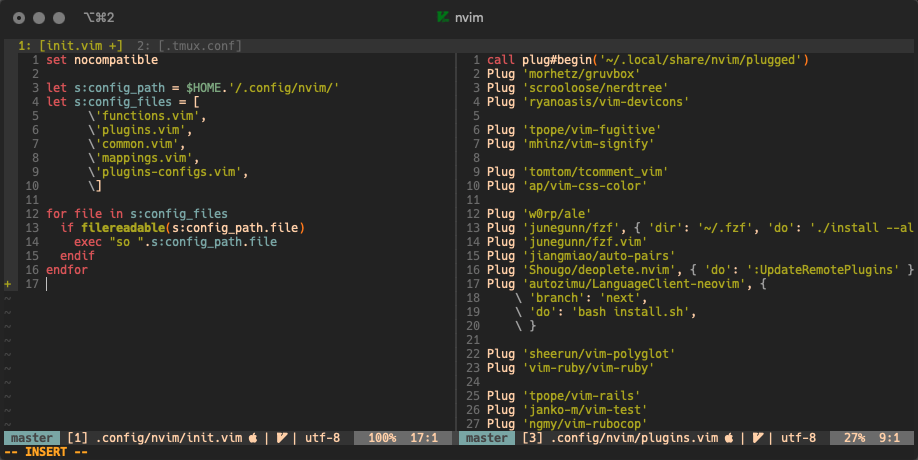 ⌥⌘2
nvim
1: [init.vim +] 2: [.tmux.conf]
1 set nocompatible
2
3 let s:config_path = $HOME.'/.config/nvim/'
4 let s:config_files = [
5       \'functions.vim',
6       \'plugins.vim',
7       \'common.vim',
8       \'mappings.vim',
9       \'plugins-configs.vim',
10       \]
11
12 for file in s:config_files
13   if filereadable(s:config_path.file)
14     exec "so ".s:config_path.file
15   endif
16 endfor
+ 17
~
~
~
~
~
~
~
~
~
~
master [1] .config/nvim/init.vim | | utf-8 100% 17:1
-- INSERT --
1 call plug#begin('~/.local/share/nvim/plugged')
2 Plug 'morhetz/gruvbox'
3 Plug 'scrooloose/nerdtree'
4 Plug 'ryanoasis/vim-devicons'
5
6 Plug 'tpope/vim-fugitive'
7 Plug 'mhinz/vim-signify'
8
9 Plug 'tomtom/tcomment_vim'
10 Plug 'ap/vim-css-color'
11
12 Plug 'w0rp/ale'
13 Plug 'junegunn/fzf', { 'dir': '~/.fzf', 'do': './install --al
14 Plug 'junegunn/fzf.vim'
15 Plug 'jiangmiao/auto-pairs'
16 Plug 'Shougo/deoplete.nvim', { 'do': ':UpdateRemotePlugins' }
17 Plug 'autozimu/LanguageClient-neovim', {
18     \ 'branch': 'next',
19     \ 'do': 'bash install.sh',
20     \ }
21
22 Plug 'sheerun/vim-polyglot'
23 Plug 'vim-ruby/vim-ruby'
24
25 Plug 'tpope/vim-rails'
26 Plug 'janko-m/vim-test'
27 Plug 'ngmy/vim-rubocop'
master [3] .config/nvim/plugins.vim | | utf-8 27% 9:1